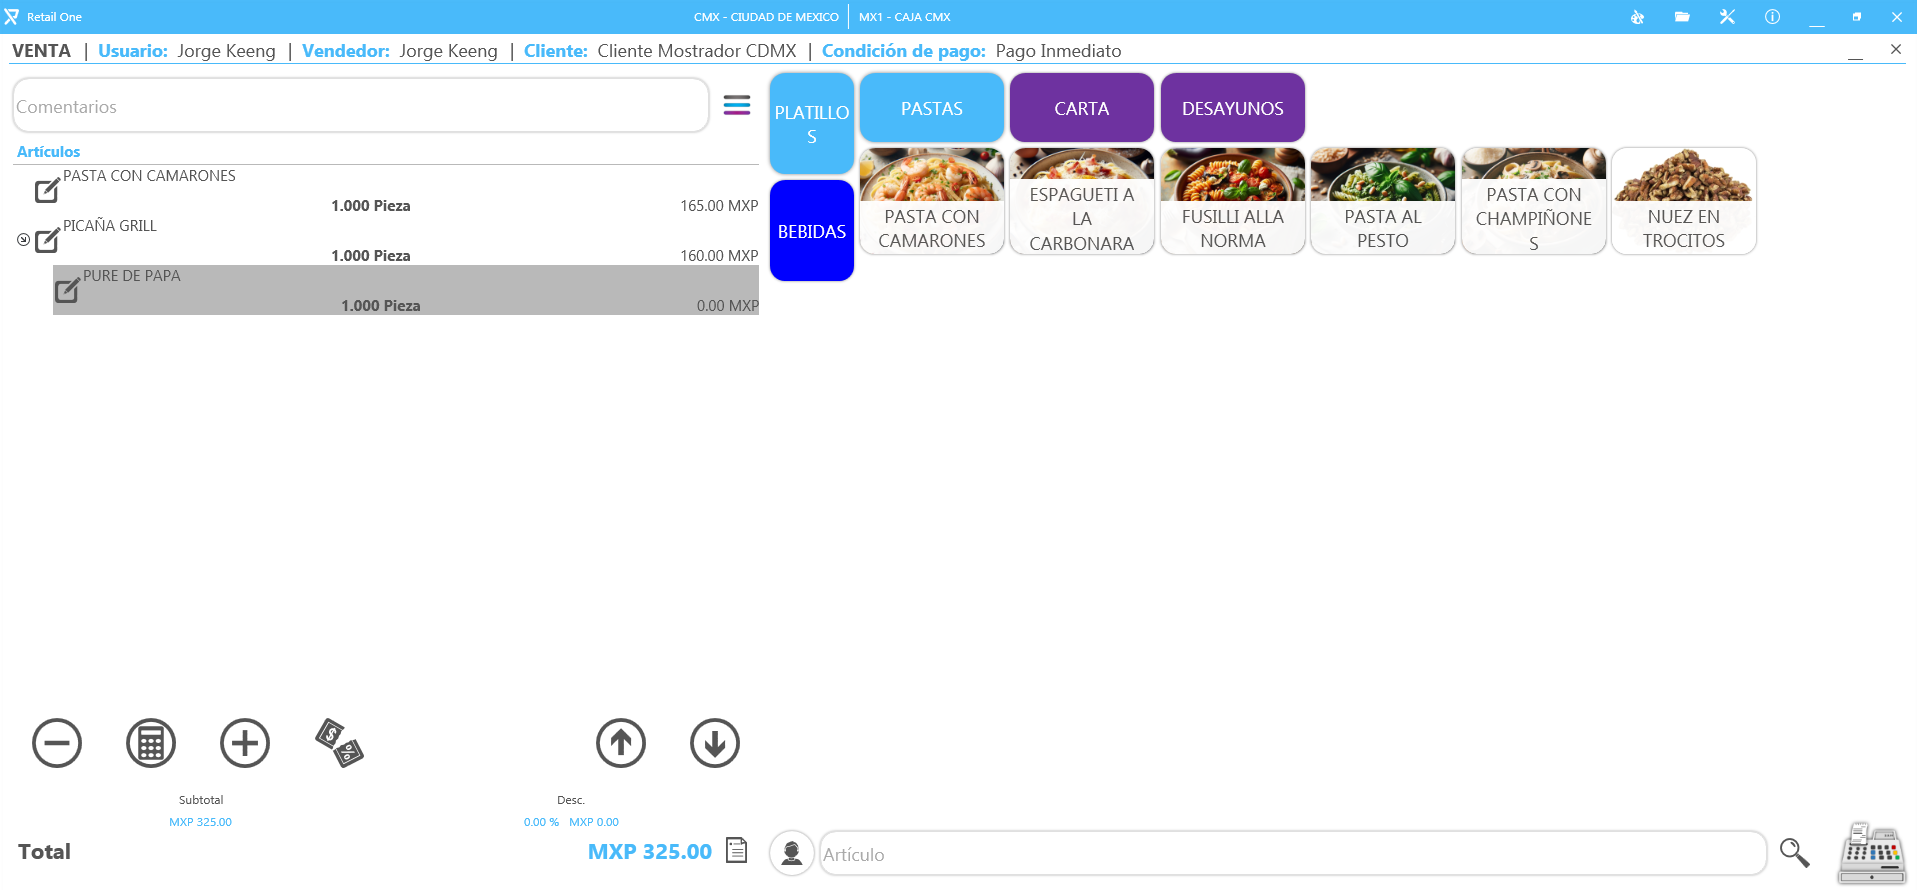 Retail One
CMX - CIUDAD DE MEXICO | MX1 - CAJA CMX
VENTA | Usuario: Jorge Keeng | Vendedor: Jorge Keeng | Cliente: Cliente Mostrador CDMX | Condición de pago: Pago Inmediato
Comentarios
Artículos
PASTA CON CAMARONES
1.000 Pieza 165.00 MXP
PICAÑA GRILL
1.000 Pieza 160.00 MXP
PURE DE PAPA
1.000 Pieza 0.00 MXP
PLATILLO
S
BEBIDAS
PASTAS
CARTA
DESAYUNOS
PASTA CON
CAMARONES
ESPAGUETI A
LA
CARBONARA
FUSILLI ALLA
NORMA
PASTA AL
PESTO
PASTA CON
CHAMPIÑONE
S
NUEZ EN
TROCITOS
Subtotal
MXP 325.00
Desc.
0.00 % MXP 0.00
Total MXP 325.00
Artículo